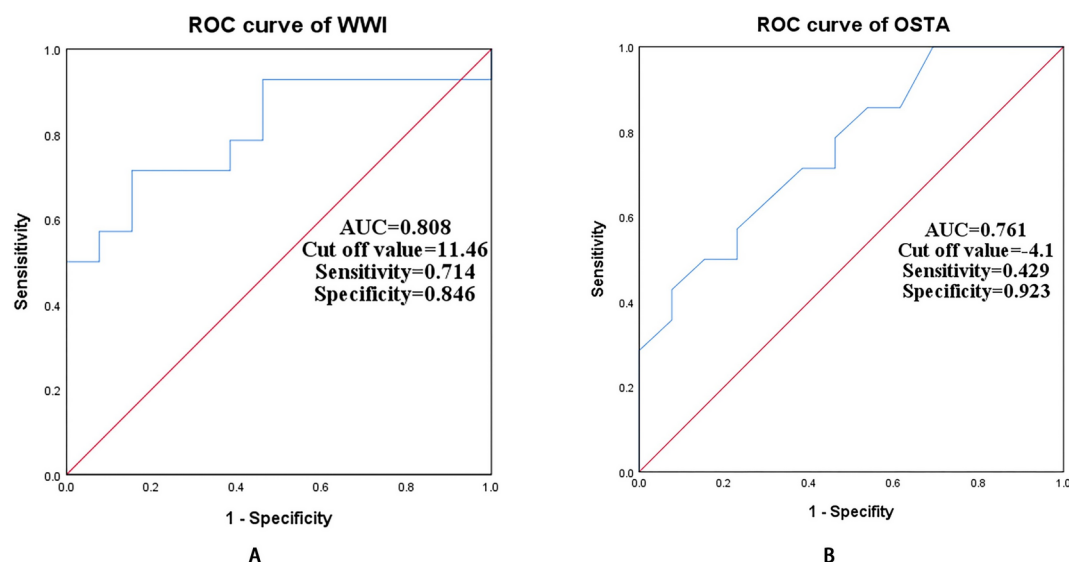 A
B
ROC curve of WWI
ROC curve of OSTA
1.0
0.8
0.6
0.4
0.2
0.0
Sensisitivity
AUC=0.808
Cut off value=11.46
Sensitivity=0.714
Specificity=0.846
0.0 0.2 0.4 0.6 0.8 1.0
1 - Specificity
A
1.0
0.8
0.6
0.4
0.2
0.0
Sensitivity
AUC=0.761
Cut off value=-4.1
Sensitivity=0.429
Specificity=0.923
0.0 0.2 0.4 0.6 0.8 1.0
1 - Specifity
B